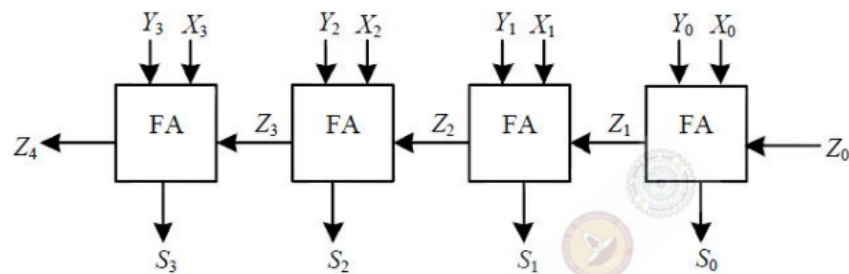 Y₃ X₃ Y₂ X₂ Y₁ X₁ Y₀ X₀
FA FA FA FA
Z₄ Z₃ Z₂ Z₁ Z₀
S₃ S₂ S₁ S₀